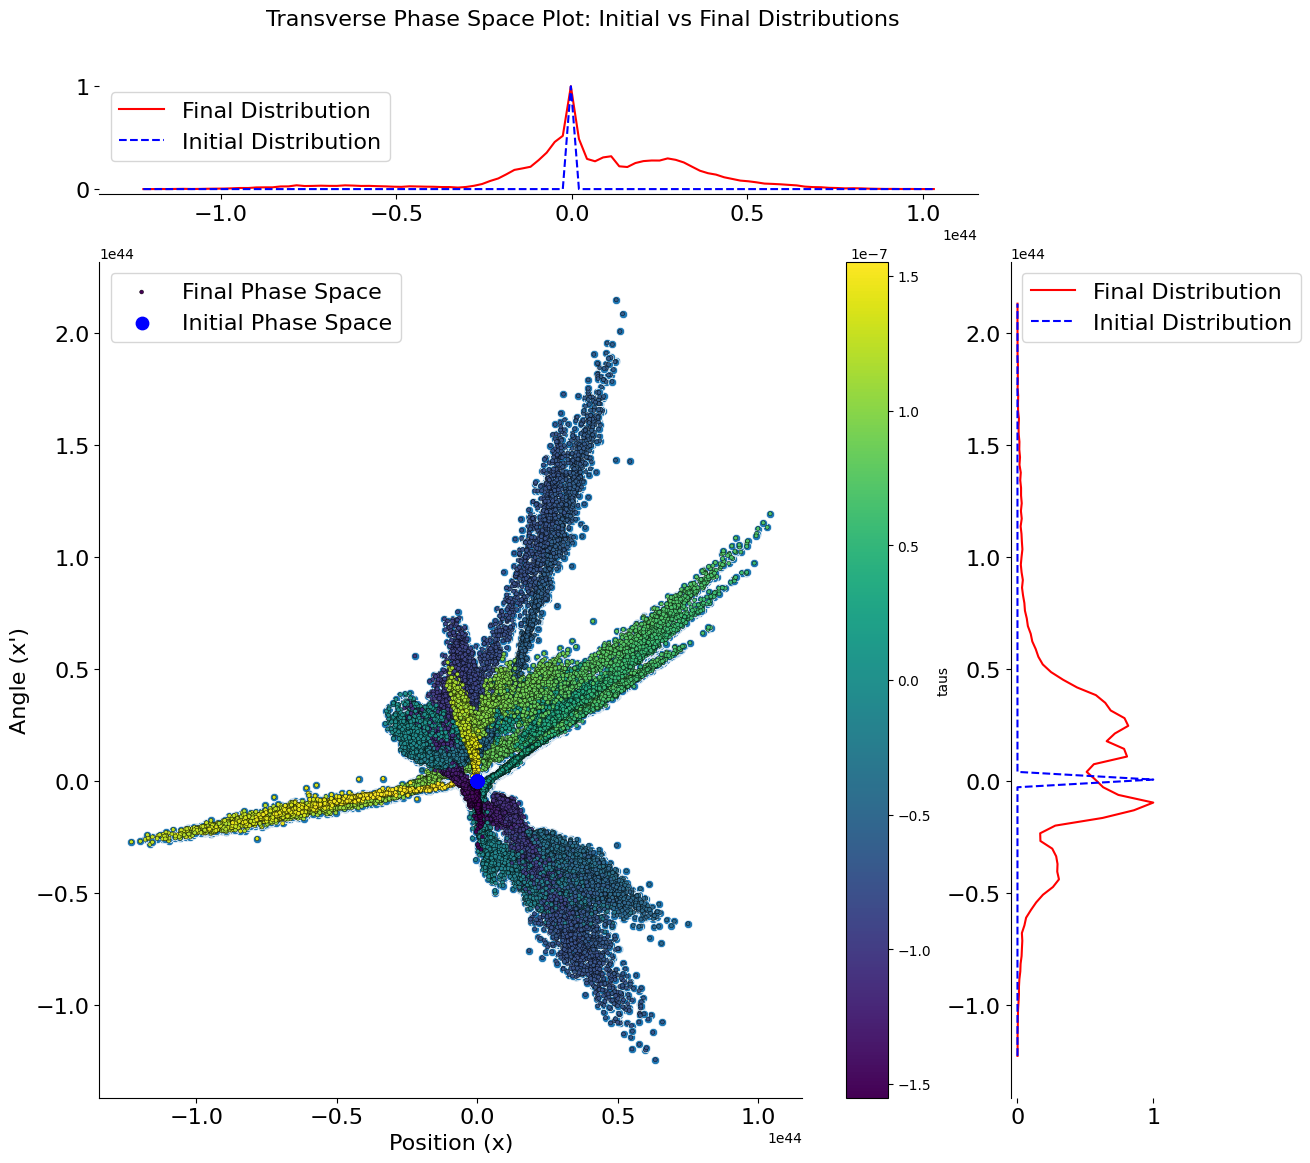 Transverse Phase Space Plot: Initial vs Final Distributions
1
0
Final Distribution
Initial Distribution
−1.0 −0.5 0.0 0.5 1.0
1e44
1e44
Final Phase Space
Initial Phase Space
2.0
1.5
1.0
0.5
0.0
−0.5
−1.0
Angle (x')
−1.0 −0.5 0.0 0.5 1.0
Position (x)
1e44
1e−7
1.5
1.0
0.5
0.0
−0.5
−1.0
−1.5
taus
1e44
Final Distribution
Initial Distribution
2.0
1.5
1.0
0.5
0.0
−0.5
−1.0
0 1